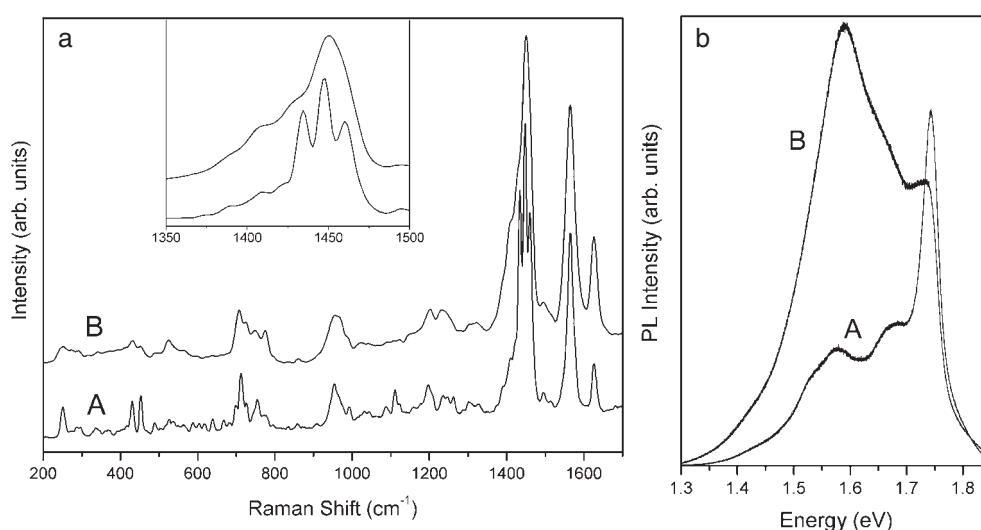 a
Intensity (arb. units)
1350 1400 1450 1500
B
A
200 400 600 800 1000 1200 1400 1600
Raman Shift (cm⁻¹)
b
PL Intensity (arb. units)
B
A
1.3 1.4 1.5 1.6 1.7 1.8
Energy (eV)